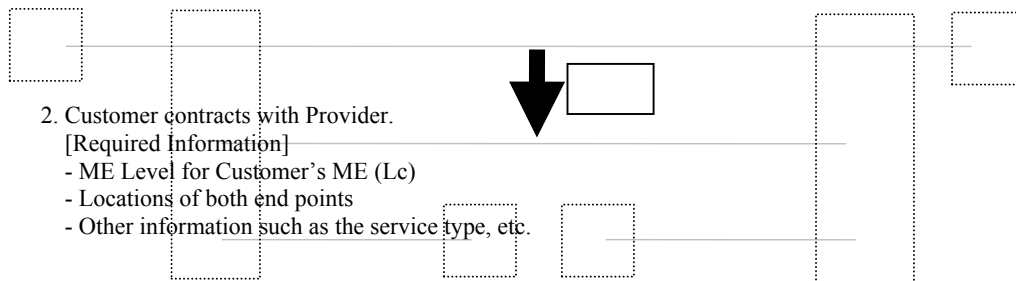 2. Customer contracts with Provider.
[Required Information]
- ME Level for Customer's ME (Lc)
- Locations of both end points
- Other information such as the service type, etc.